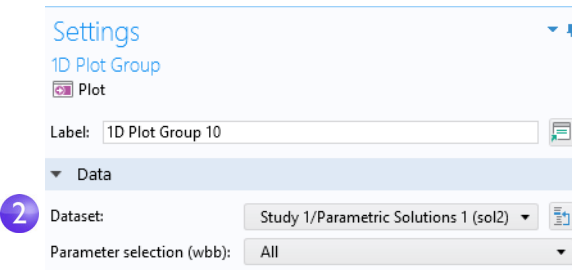 Settings
1D Plot Group
Plot
Label: 1D Plot Group 10
Data
2 Dataset: Study 1/Parametric Solutions 1 (sol2)
Parameter selection (wbb): All